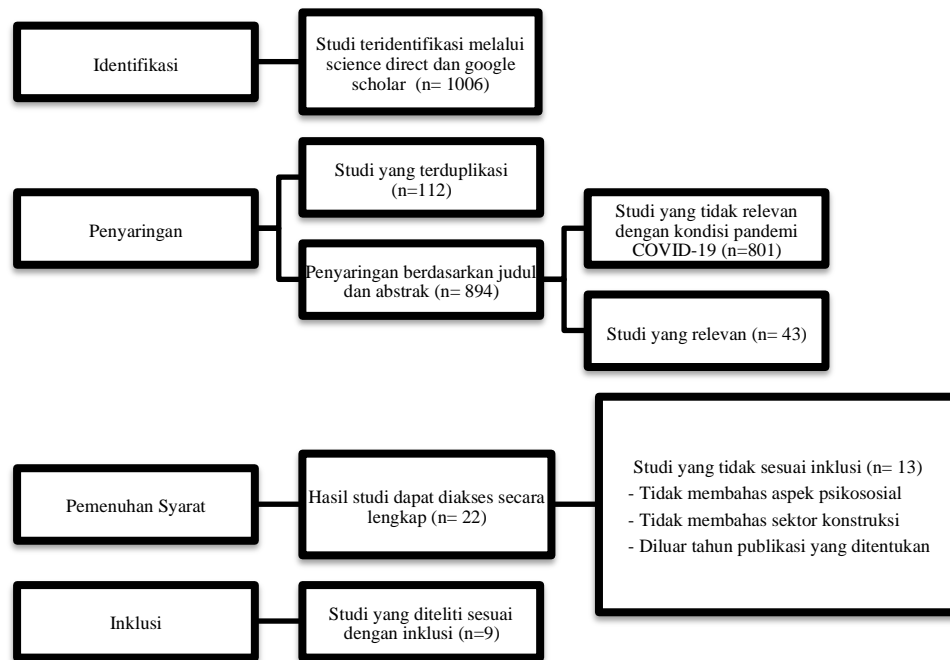 Identifikasi
Studi teridentifikasi melalui
science direct dan google
scholar (n= 1006)
Penyaringan
Studi yang terduplikasi
(n=112)
Penyaringan berdasarkan judul
dan abstrak (n= 894)
Studi yang tidak relevan
dengan kondisi pandemi
COVID-19 (n=801)
Studi yang relevan (n= 43)
Pemenuhan Syarat
Hasil studi dapat diakses secara
lengkap (n= 22)
Studi yang tidak sesuai inklusi (n= 13)
- Tidak membahas aspek psikososial
- Tidak membahas sektor konstruksi
- Diluar tahun publikasi yang ditentukan
Inklusi
Studi yang diteliti sesuai
dengan inklusi (n=9)